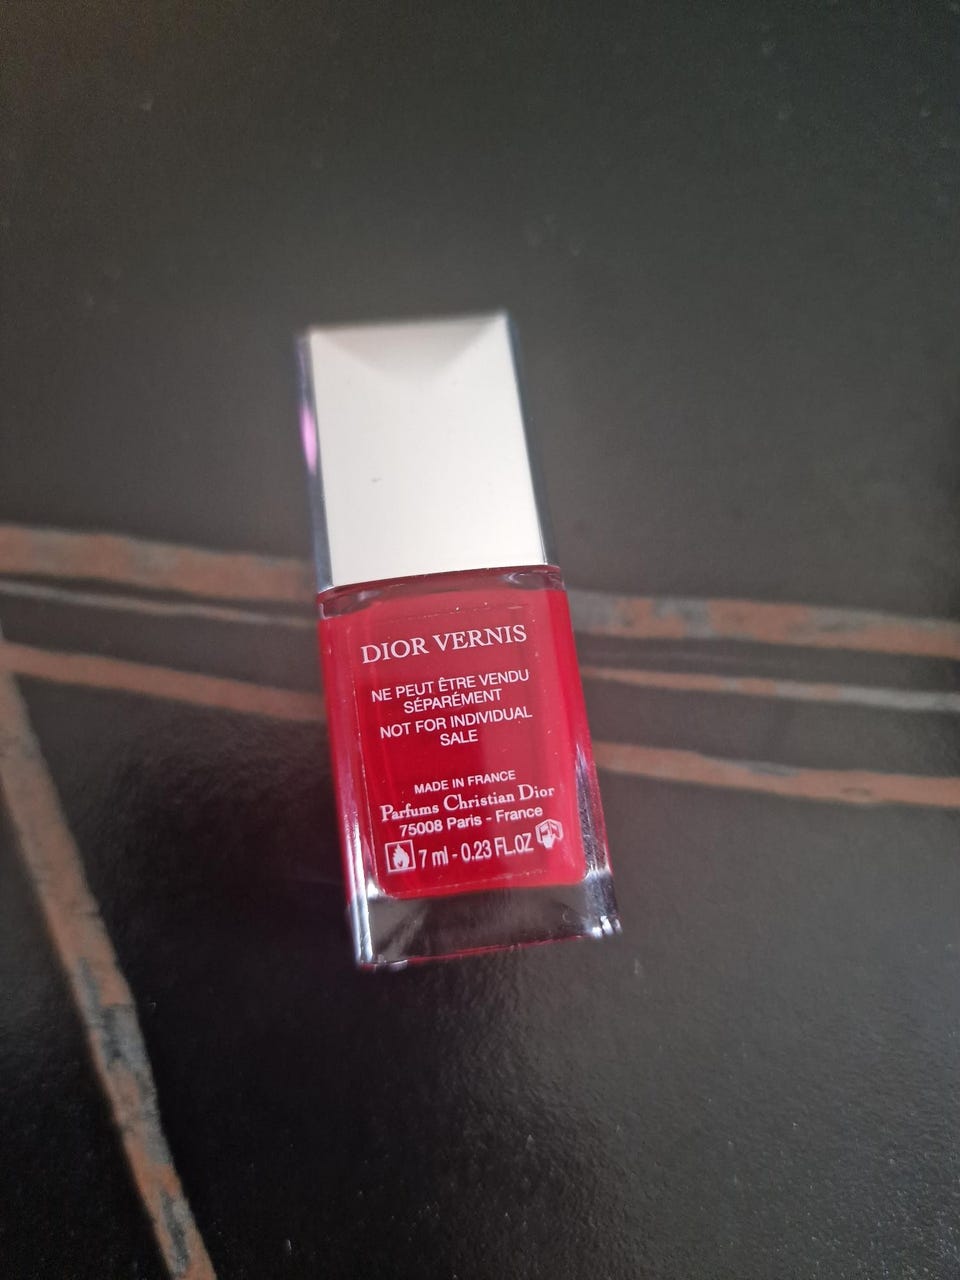 DIOR VERNIS
NE PEUT ÊTRE VENDU
SÉPARÉMENT
NOT FOR INDIVIDUAL
SALE
MADE IN FRANCE
Parfums Christian Dior
75008 Paris - France
7 ml - 0.23 FL.OZ